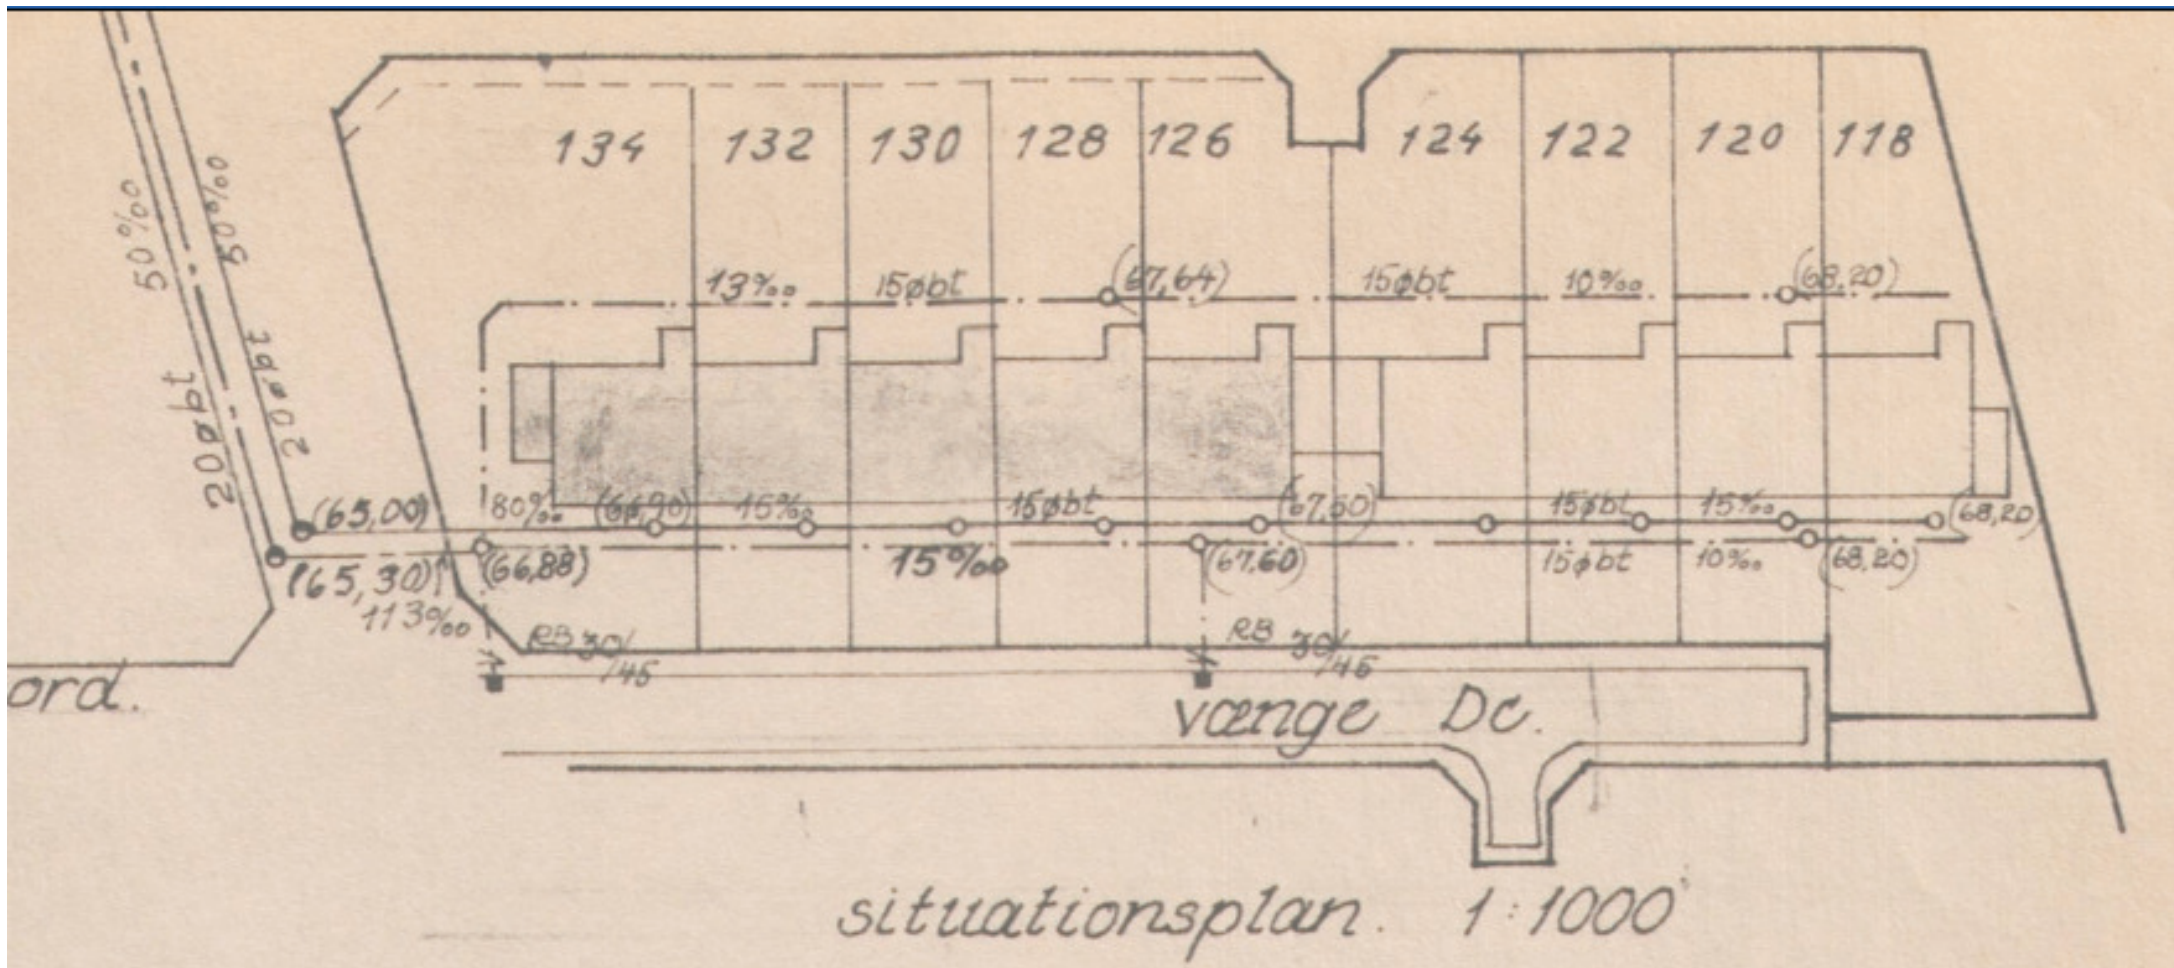 134 132 130 128 126 124 122 120 118
50‰ 50‰
13‰ 15øbt (67,64) 15øbt 10‰ (68,20)
20øbt 20øbt
(65,00) 80‰ 15‰ 15øbt (67,60) 15øbt 15‰ (68,20)
(65,30) (66,88) 15‰ (67.60) 15øbt 10‰ (68,20)
113‰
RB 30/45 RB 30/45
ord.
vænge Dc.
situationsplan. 1:1000